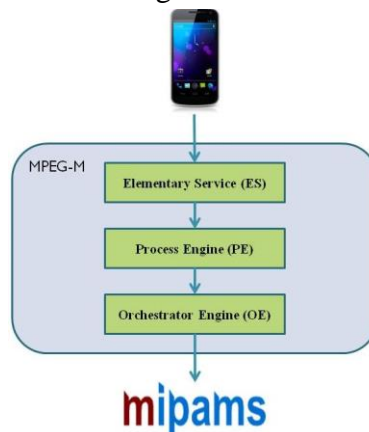 MPEG-M
Elementary Service (ES)
Process Engine (PE)
Orchestrator Engine (OE)
mipams